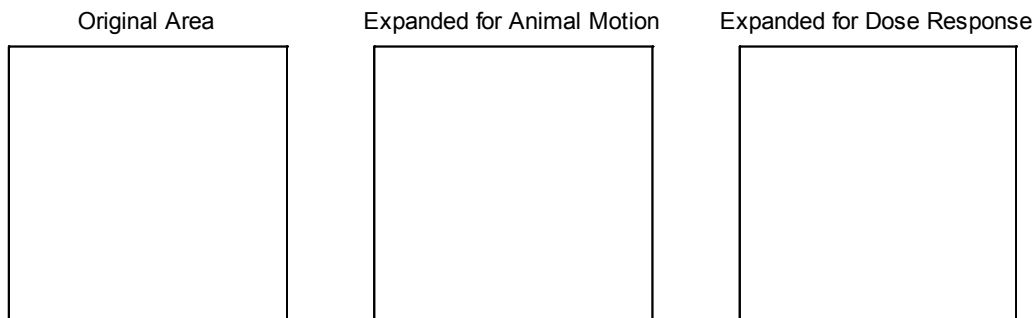 Original Area
Expanded for Animal Motion
Expanded for Dose Response